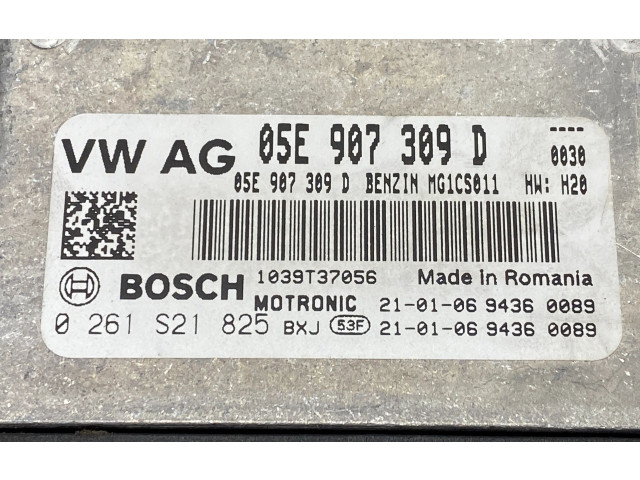 VW AG 05E 907 309 D ----
0030
05E 907 309 D BENZIN MG1CS011 HW: H20
BOSCH 1039T37056 Made in Romania
MOTRONIC 21-01-06 9436 0089
0 261 S21 825 BXJ 53F 21-01-06 9436 0089